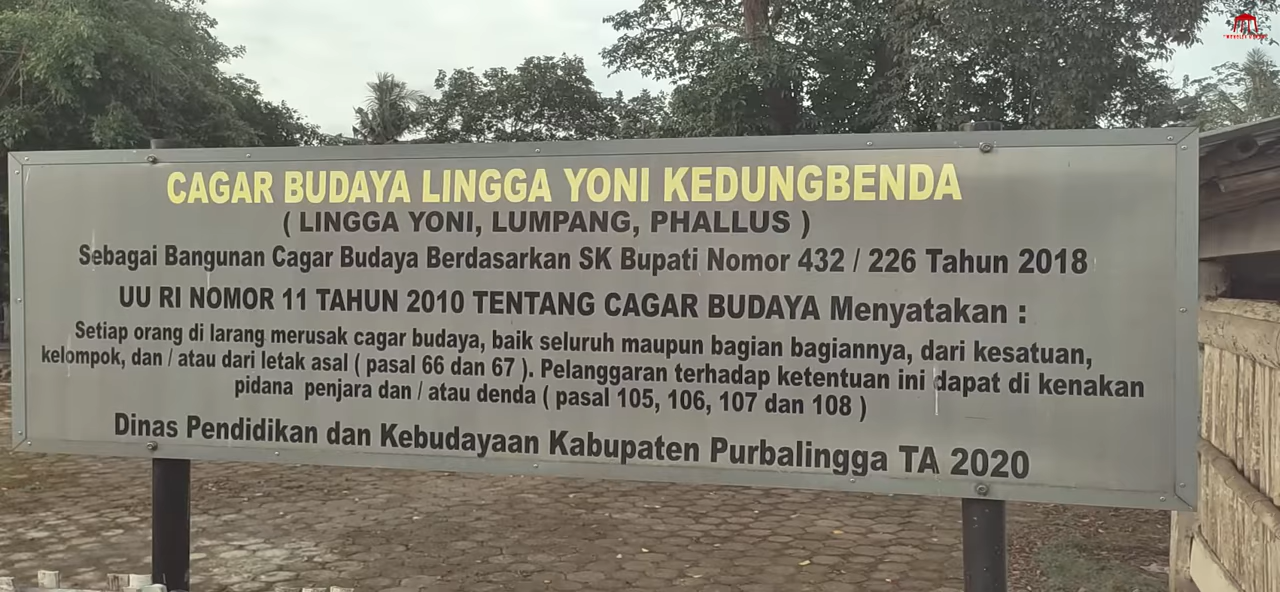 CAGAR BUDAYA LINGGA YONI KEDUNGBENDA
( LINGGA YONI, LUMPANG, PHALLUS )
Sebagai Bangunan Cagar Budaya Berdasarkan SK Bupati Nomor 432 / 226 Tahun 2018
UU RI NOMOR 11 TAHUN 2010 TENTANG CAGAR BUDAYA Menyatakan :
Setiap orang di larang merusak cagar budaya, baik seluruh maupun bagian bagiannya, dari kesatuan,
kelompok, dan / atau dari letak asal ( pasal 66 dan 67 ). Pelanggaran terhadap ketentuan ini dapat di kenakan
pidana penjara dan / atau denda ( pasal 105, 106, 107 dan 108 )
Dinas Pendidikan dan Kebudayaan Kabupaten Purbalingga TA 2020